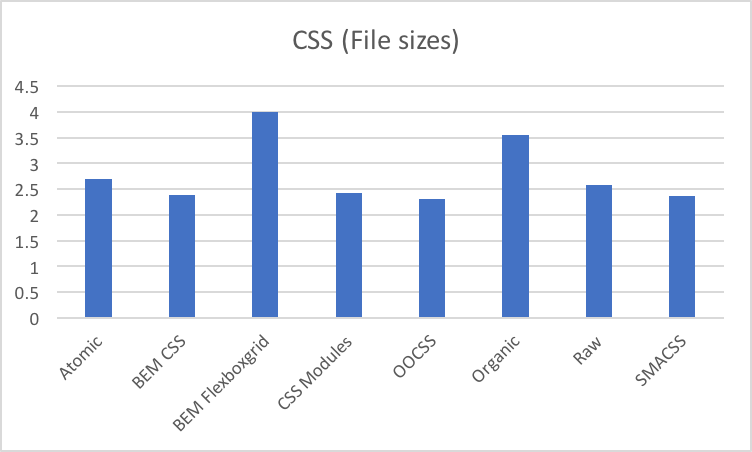 CSS (File sizes)
4.5
4
3.5
3
2.5
2
1.5
1
0.5
0
Atomic
BEM CSS
BEM Flexboxgrid
CSS Modules
OOCSS
Organic
Raw
SMACSS